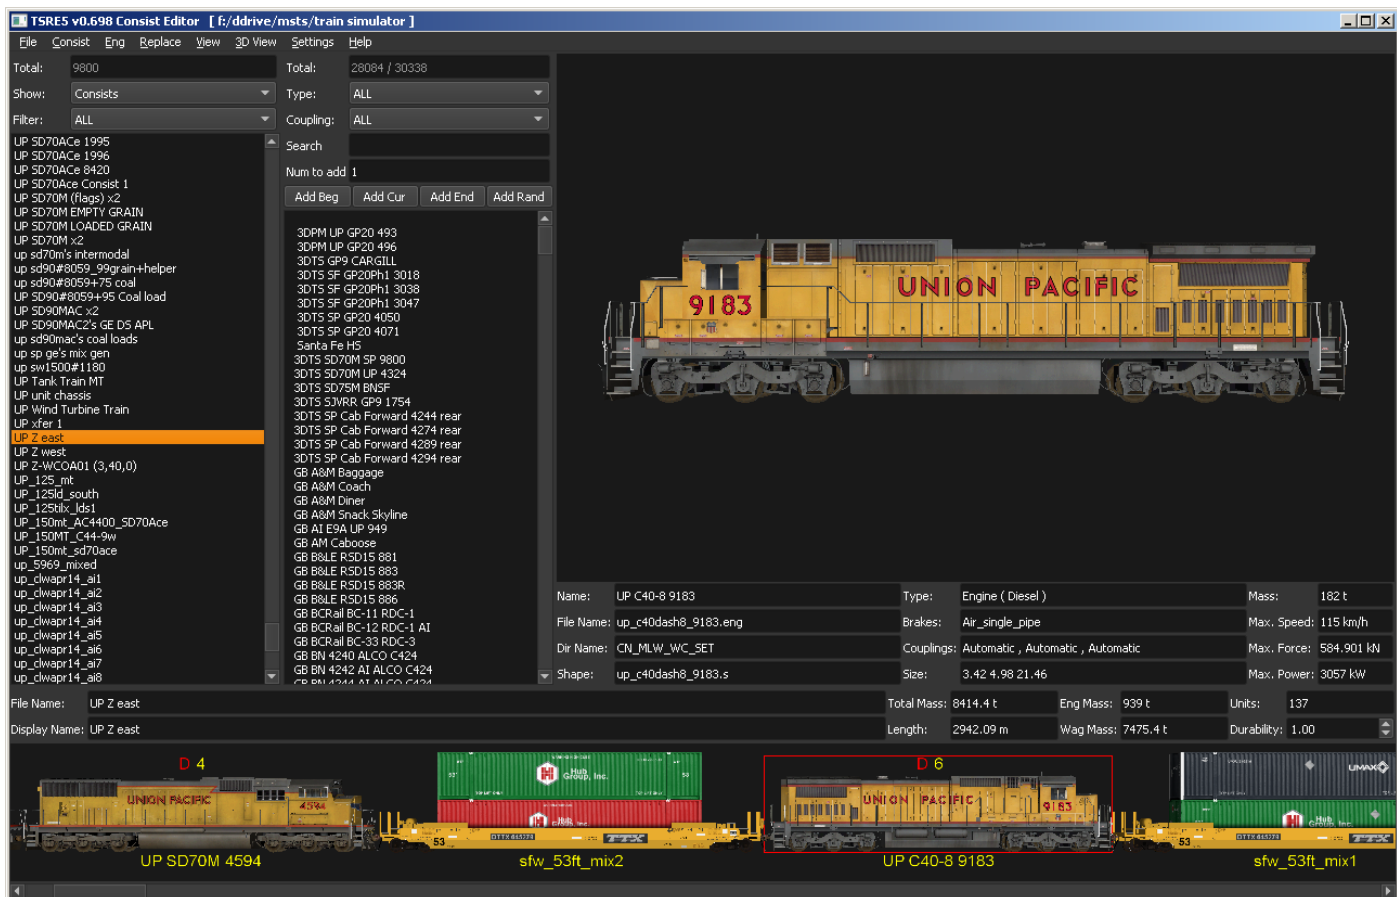 TSRE5 v0.698 Consist Editor [ f:/ddrive/msts/train simulator ]
File Consist Eng Replace View 3D View Settings Help
Total: 9800
Show: Consists
Filter: ALL
UP SD70ACe 1995
UP SD70ACe 1996
UP SD70ACe 8420
UP SD70Ace Consist 1
UP SD70M (flags) x2
UP SD70M EMPTY GRAIN
UP SD70M LOADED GRAIN
UP SD70M x2
up sd70m's intermodal
up sd90#8059_99grain+helper
up sd90#8059+75 coal
UP SD90#8059+95 Coal load
UP SD90MAC x2
UP SD90MAC2's GE DS APL
up sd90mac's coal loads
up sp ge's mix gen
up sw1500#1180
UP Tank Train MT
UP unit chassis
UP Wind Turbine Train
UP xfer 1
UP Z east
UP Z west
UP Z-WCOA01 (3,40,0)
UP_125_mt
UP_125ld_south
UP_125tilx_lds1
UP_150mt_AC4400_SD70Ace
UP_150MT_C44-9w
UP_150mt_sd70ace
up_5969_mixed
up_clwapr14_ai1
up_clwapr14_ai2
up_clwapr14_ai3
up_clwapr14_ai4
up_clwapr14_ai5
up_clwapr14_ai6
up_clwapr14_ai7
up_clwapr14_ai8
Total: 28084 / 30338
Type: ALL
Coupling: ALL
Search
Num to add 1
Add Beg Add Cur Add End Add Rand
3DPM UP GP20 493
3DPM UP GP20 496
3DTS GP9 CARGILL
3DTS SF GP20Ph1 3018
3DTS SF GP20Ph1 3038
3DTS SF GP20Ph1 3047
3DTS SP GP20 4050
3DTS SP GP20 4071
Santa Fe HS
3DTS SD70M SP 9800
3DTS SD70M UP 4324
3DTS SD75M BNSF
3DTS SJVRR GP9 1754
3DTS SP Cab Forward 4244 rear
3DTS SP Cab Forward 4274 rear
3DTS SP Cab Forward 4289 rear
3DTS SP Cab Forward 4294 rear
GB A&M Baggage
GB A&M Coach
GB A&M Diner
GB A&M Snack Skyline
GB AI E9A UP 949
GB AM Caboose
GB B&LE RSD15 881
GB B&LE RSD15 883
GB B&LE RSD15 883R
GB B&LE RSD15 886
GB BCRail BC-11 RDC-1
GB BCRail BC-12 RDC-1 AI
GB BCRail BC-33 RDC-3
GB BN 4240 ALCO C424
GB BN 4242 AI ALCO C424
GB BN 4244 AI ALCO C424
UNION PACIFIC
9183
Name: UP C40-8 9183 Type: Engine ( Diesel ) Mass: 182 t
File Name: up_c40dash8_9183.eng Brakes: Air_single_pipe Max. Speed: 115 km/h
Dir Name: CN_MLW_WC_SET Couplings: Automatic , Automatic , Automatic Max. Force: 584.901 kN
Shape: up_c40dash8_9183.s Size: 3.42 4.98 21.46 Max. Power: 3057 kW
File Name: UP Z east Total Mass: 8414.4 t Eng Mass: 939 t Units: 137
Display Name: UP Z east Length: 2942.09 m Wag Mass: 7475.4 t Durability: 1.00
D 4
UNION PACIFIC
4594
UP SD70M 4594
Hub
Group, Inc.
Hub
53
TTX
sfw_53ft_mix2
D 6
UNION PACIFIC
9183
UP C40-8 9183
UMAX
Hub
53
TTX
sfw_53ft_mix1